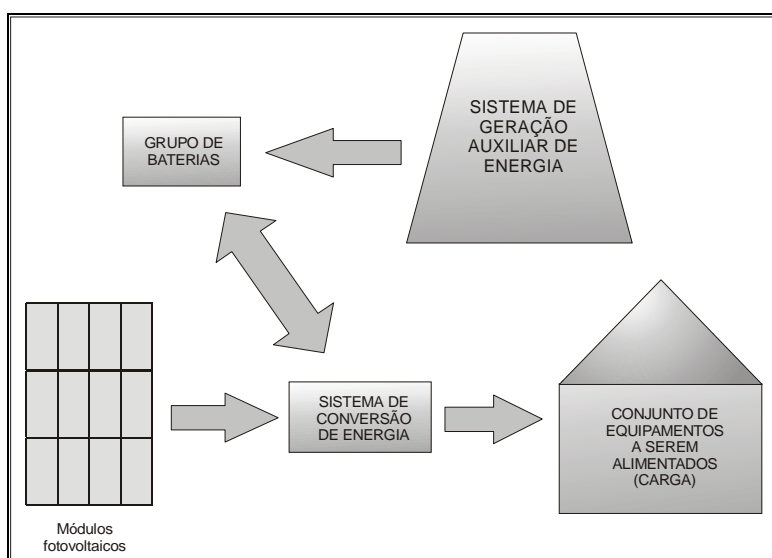 SISTEMA DE
GERAÇÃO
AUXILIAR DE
ENERGIA
GRUPO DE
BATERIAS
SISTEMA DE
CONVERSÃO
DE ENERGIA
CONJUNTO DE
EQUIPAMENTOS
A SEREM
ALIMENTADOS
(CARGA)
Módulos
fotovoltaicos